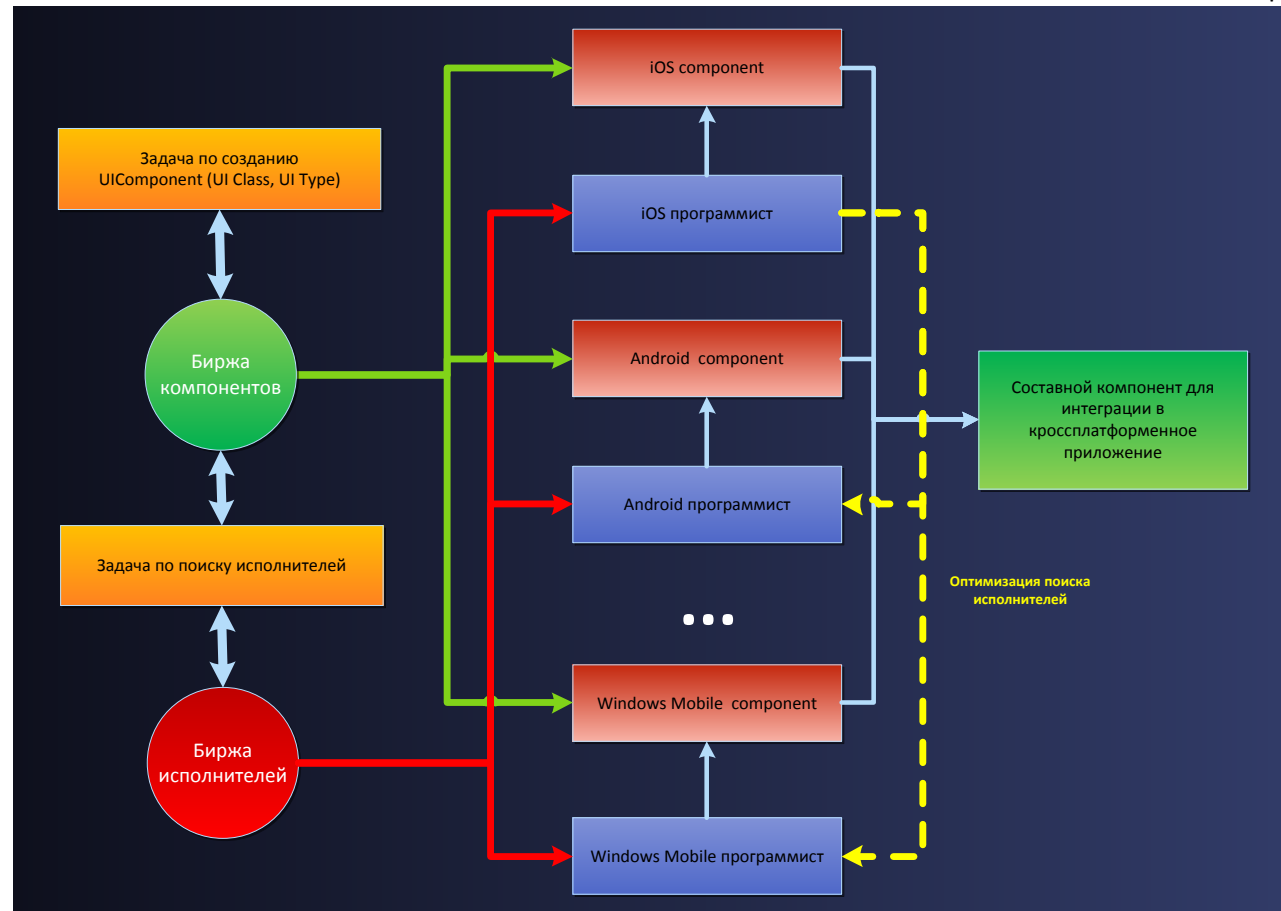 iOS component
Задача по созданию
UIComponent (UI Class, UI Type)
iOS программист
Биржа
компонентов
Android component
Составной компонент для
интеграции в
кроссплатформенное
приложение
Android программист
Задача по поиску исполнителей
Оптимизация поиска
исполнителей
...
Windows Mobile component
Биржа
исполнителей
Windows Mobile программист